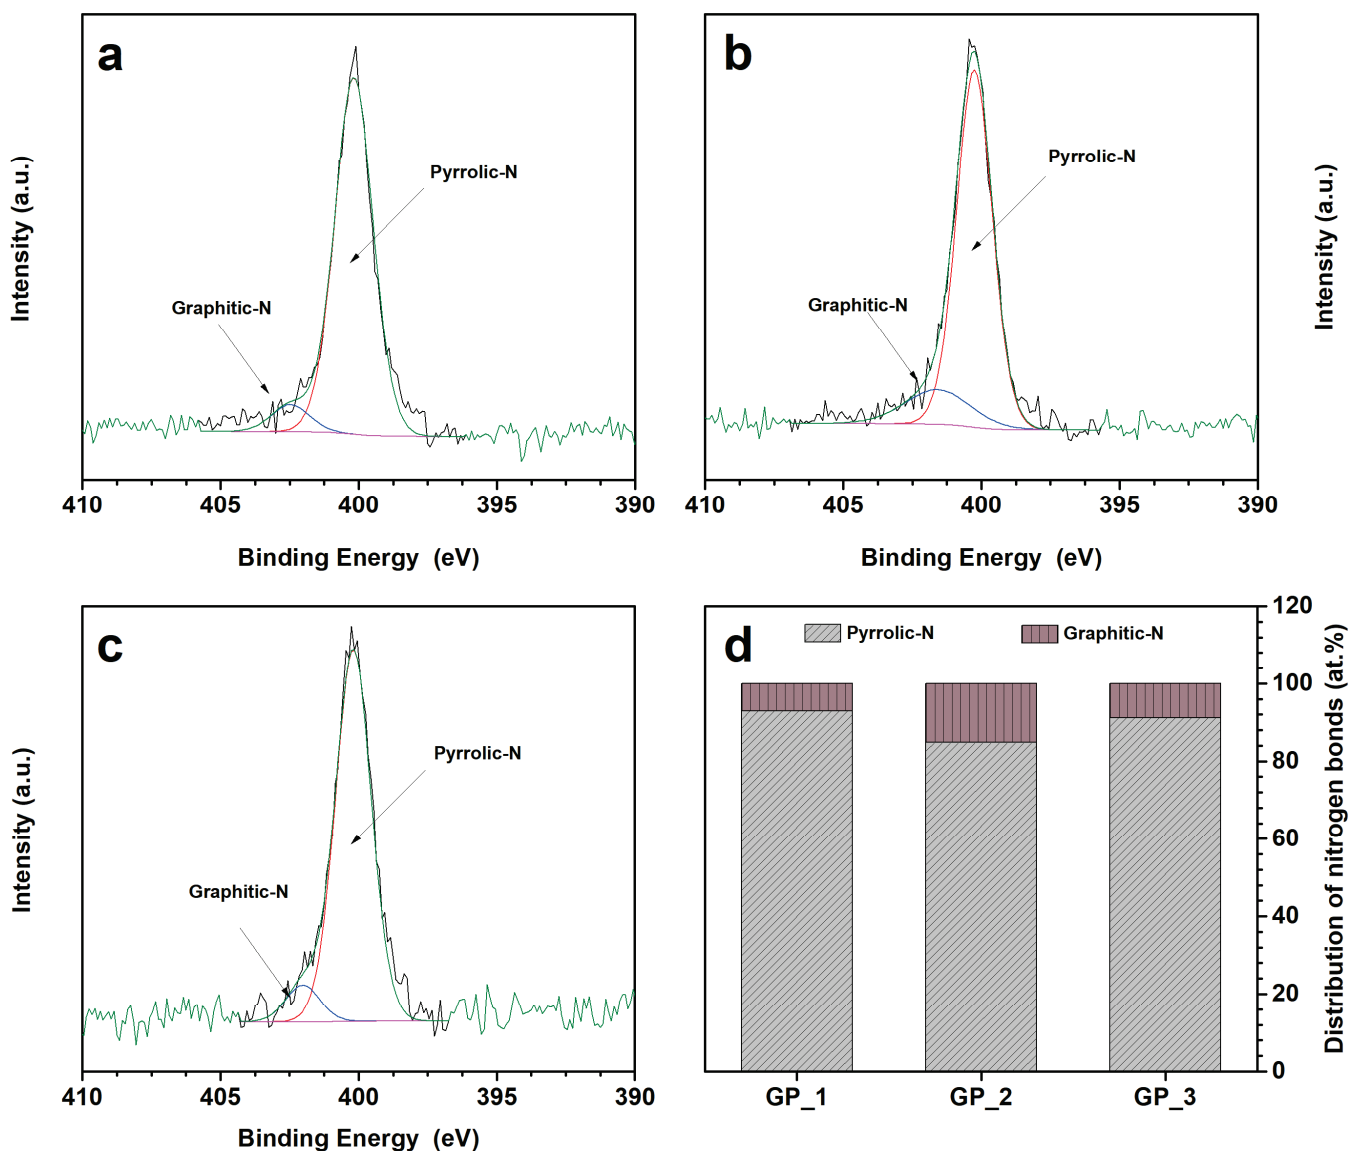 a
Pyrrolic-N
Graphitic-N
Intensity (a.u.)
410 405 400 395 390
Binding Energy (eV)
b
Pyrrolic-N
Graphitic-N
Intensity (a.u.)
410 405 400 395 390
Binding Energy (eV)
c
Pyrrolic-N
Graphitic-N
Intensity (a.u.)
410 405 400 395 390
Binding Energy (eV)
d
Pyrrolic-N Graphitic-N
120
100
80
60
40
20
0
Distribution of nitrogen bonds (at.%)
GP_1 GP_2 GP_3